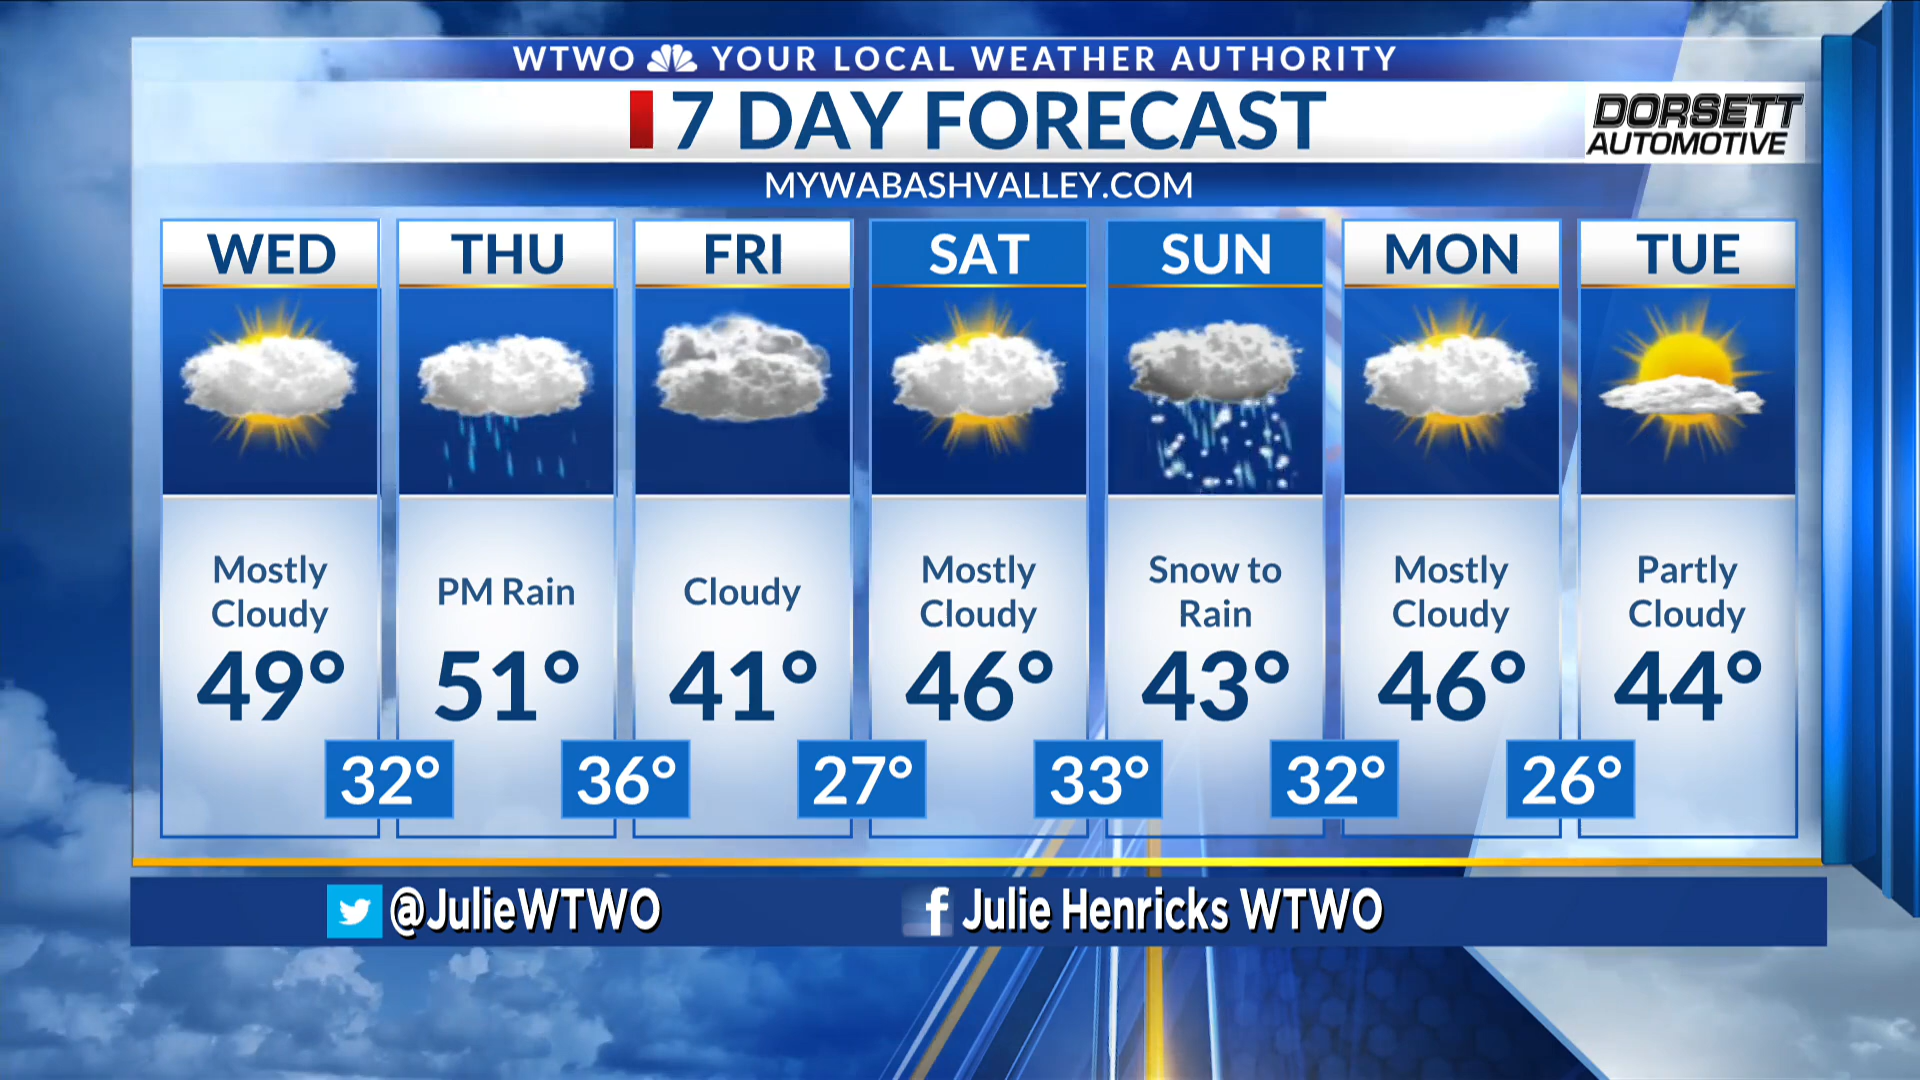 WTWO YOUR LOCAL WEATHER AUTHORITY
7 DAY FORECAST
DORSETT
AUTOMOTIVE
MYWABASHVALLEY.COM
WED
Mostly
Cloudy
49°
32°
THU
PM Rain
51°
36°
FRI
Cloudy
41°
27°
SAT
Mostly
Cloudy
46°
33°
SUN
Snow to
Rain
43°
32°
MON
Mostly
Cloudy
46°
26°
TUE
Partly
Cloudy
44°
@JulieWTWO
f Julie Henricks WTWO